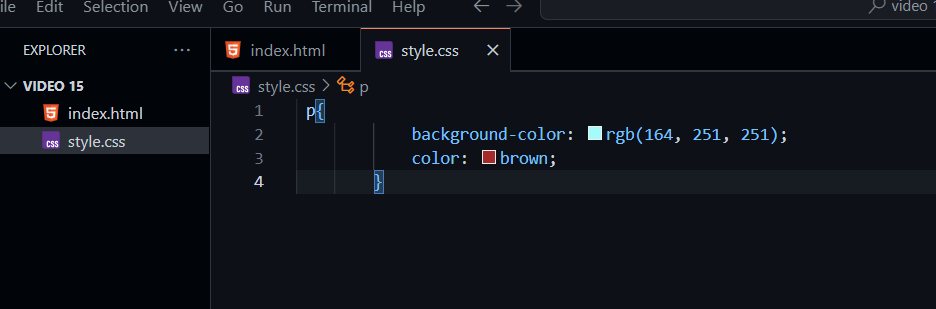 ile Edit Selection View Go Run Terminal Help ← → video 1
EXPLORER ··· index.html style.css ×
VIDEO 15 style.css > p
index.html
style.css
1 p{
2 background-color: rgb(164, 251, 251);
3 color: brown;
4 }